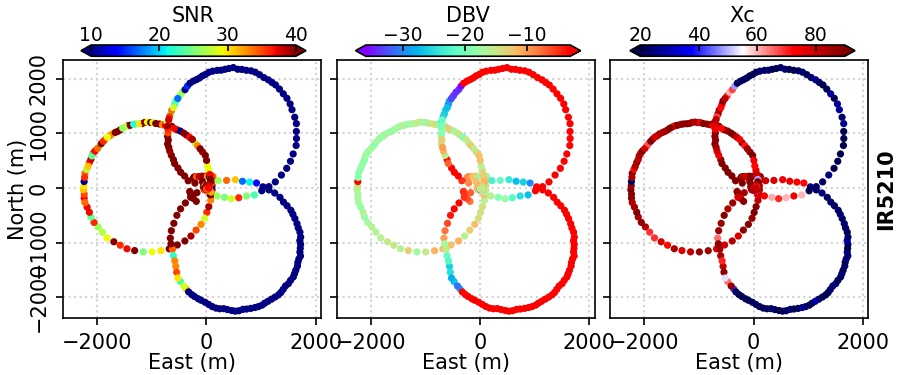 SNR DBV Xc
10 20 30 40 −30 −20 −10 20 40 60 80
2000
1000
0
−1000
−2000
North (m)
IR5210
−2000 0 2000 −2000 0 2000 −2000 0 2000
East (m) East (m) East (m)